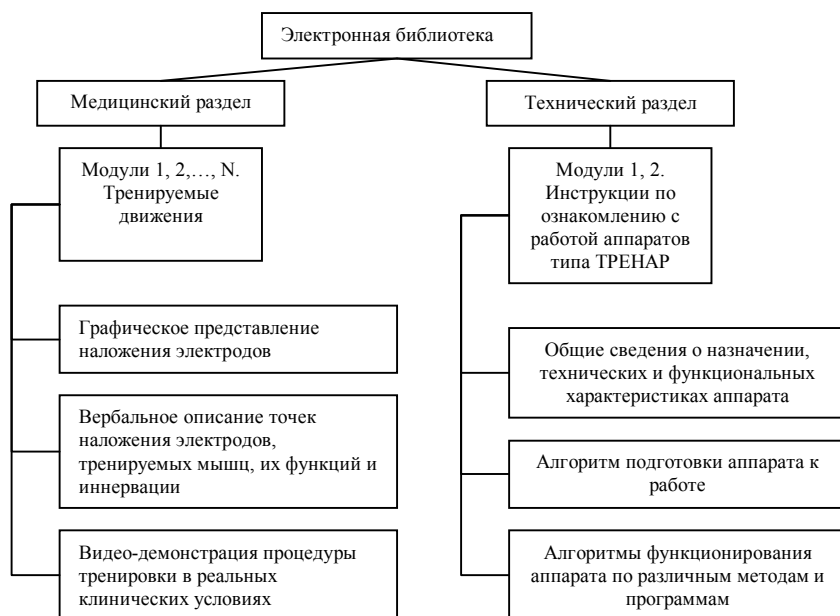 Электронная библиотека
Медицинский раздел
Технический раздел
Модули 1, 2,…, N.
Тренируемые
движения
Модули 1, 2.
Инструкции по
ознакомлению с
работой аппаратов
типа ТРЕНАР
Графическое представление
наложения электродов
Вербальное описание точек
наложения электродов,
тренируемых мышц, их функций и
иннервации
Видео-демонстрация процедуры
тренировки в реальных
клинических условиях
Общие сведения о назначении,
технических и функциональных
характеристиках аппарата
Алгоритм подготовки аппарата к
работе
Алгоритмы функционирования
аппарата по различным методам и
программам